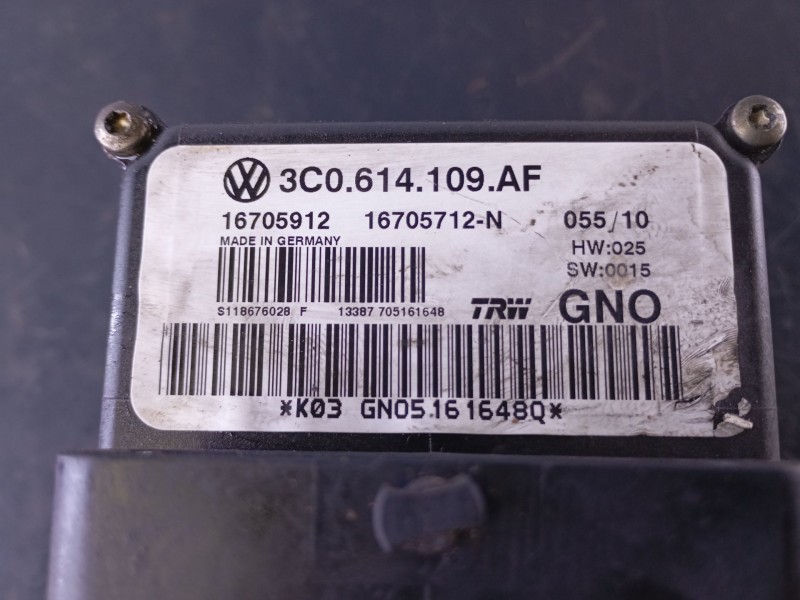 3C0.614.109.AF
16705912 16705712-N 055/10
MADE IN GERMANY HW:025
SW:0015
S118676028 F 13387 705161648 TRW GNO
*K03 GN05161648Q*